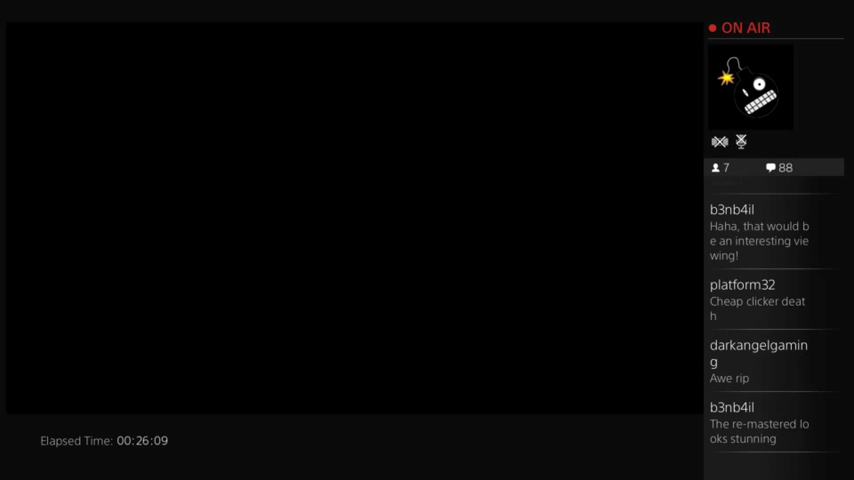 ON AIR
7 88
b3nb4il
Haha, that would b
e an interesting vie
wing!
platform32
Cheap clicker deat
h
darkangelgamin
g
Awe rip
b3nb4il
The re-mastered lo
oks stunning
Elapsed Time: 00:26:09